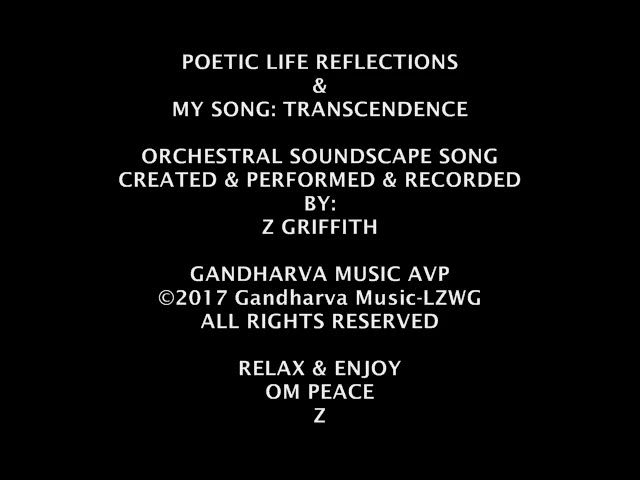 POETIC LIFE REFLECTIONS
&
MY SONG: TRANSCENDENCE
ORCHESTRAL SOUNDSCAPE SONG
CREATED & PERFORMED & RECORDED
BY:
Z GRIFFITH
GANDHARVA MUSIC AVP
©2017 Gandharva Music-LZWG
ALL RIGHTS RESERVED
RELAX & ENJOY
OM PEACE
Z